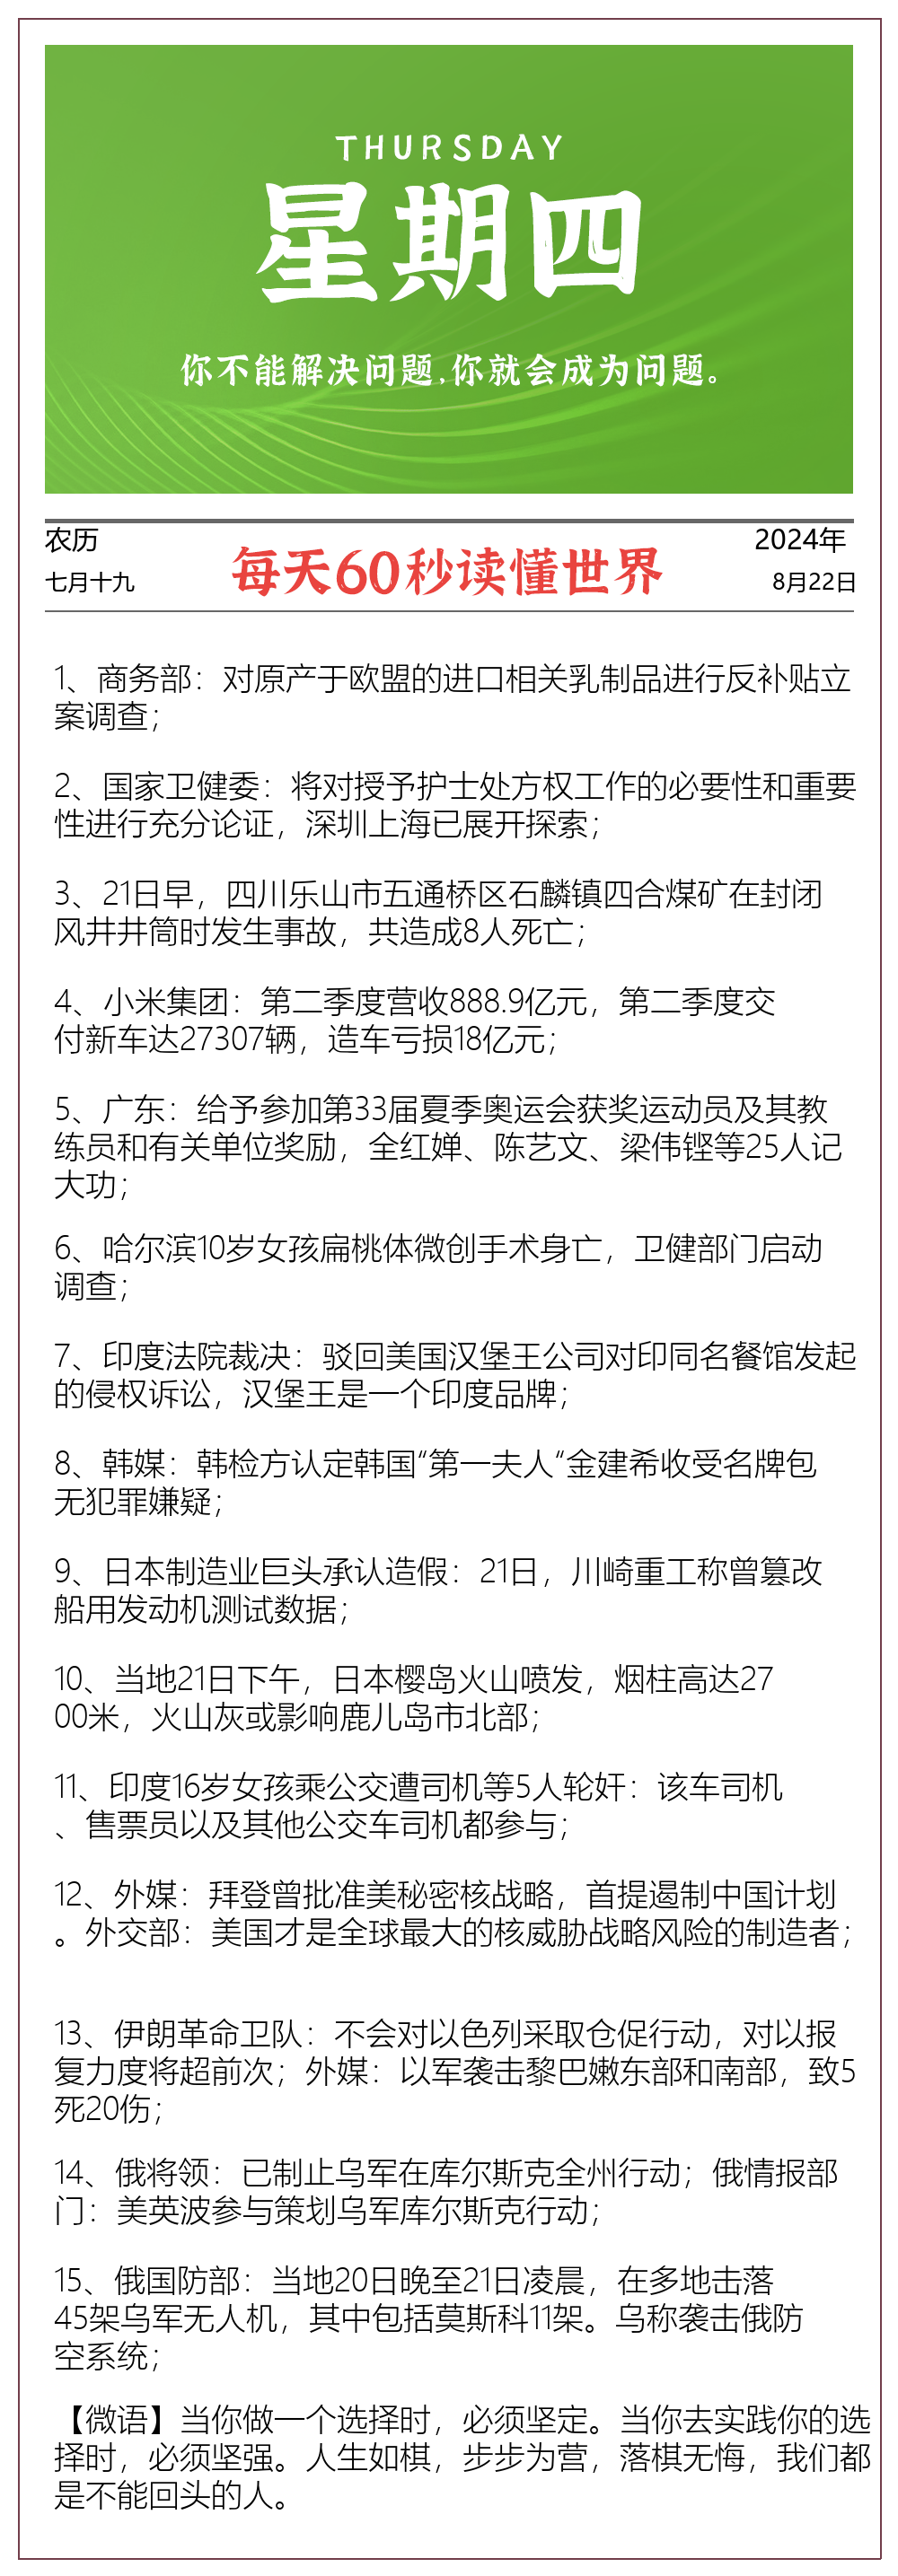 THURSDAY
星期四
你不能解决问题,你就会成为问题。
农历
七月十九
每天60秒读懂世界
2024年
8月22日
1、商务部：对原产于欧盟的进口相关乳制品进行反补贴立
案调查；
2、国家卫健委：将对授予护士处方权工作的必要性和重要
性进行充分论证，深圳上海已展开探索；
3、21日早，四川乐山市五通桥区石麟镇四合煤矿在封闭
风井井筒时发生事故，共造成8人死亡；
4、小米集团：第二季度营收888.9亿元，第二季度交
付新车达27307辆，造车亏损18亿元；
5、广东：给予参加第33届夏季奥运会获奖运动员及其教
练员和有关单位奖励，全红婵、陈艺文、梁伟铿等25人记
大功；
6、哈尔滨10岁女孩扁桃体微创手术身亡，卫健部门启动
调查；
7、印度法院裁决：驳回美国汉堡王公司对印同名餐馆发起
的侵权诉讼，汉堡王是一个印度品牌；
8、韩媒：韩检方认定韩国“第一夫人“金建希收受名牌包
无犯罪嫌疑；
9、日本制造业巨头承认造假：21日，川崎重工称曾篡改
船用发动机测试数据；
10、当地21日下午，日本樱岛火山喷发，烟柱高达27
00米，火山灰或影响鹿儿岛市北部；
11、印度16岁女孩乘公交遭司机等5人轮奸：该车司机
、售票员以及其他公交车司机都参与；
12、外媒：拜登曾批准美秘密核战略，首提遏制中国计划
。外交部：美国才是全球最大的核威胁战略风险的制造者；
13、伊朗革命卫队：不会对以色列采取仓促行动，对以报
复力度将超前次；外媒：以军袭击黎巴嫩东部和南部，致5
死20伤；
14、俄将领：已制止乌军在库尔斯克全州行动；俄情报部
门：美英波参与策划乌军库尔斯克行动；
15、俄国防部：当地20日晚至21日凌晨，在多地击落
45架乌军无人机，其中包括莫斯科11架。乌称袭击俄防
空系统；
【微语】当你做一个选择时，必须坚定。当你去实践你的选
择时，必须坚强。人生如棋，步步为营，落棋无悔，我们都
是不能回头的人。